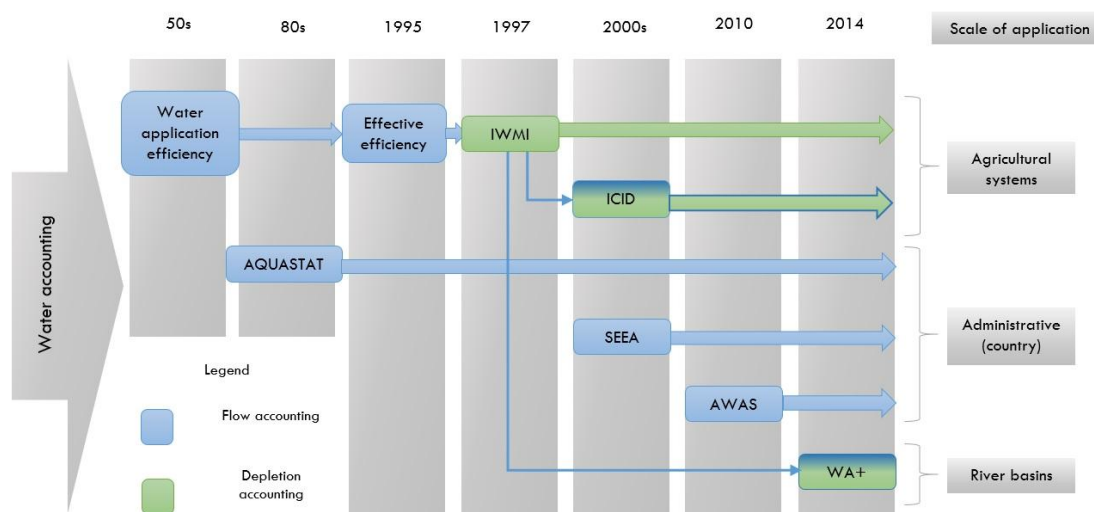 50s
80s
1995
1997
2000s
2010
2014
Scale of application
Water accounting
Water
application
efficiency
Effective
efficiency
IWMI
ICID
Agricultural
systems
AQUASTAT
SEEA
AWAS
Administrative
(country)
WA+
River basins
Legend
Flow accounting
Depletion
accounting